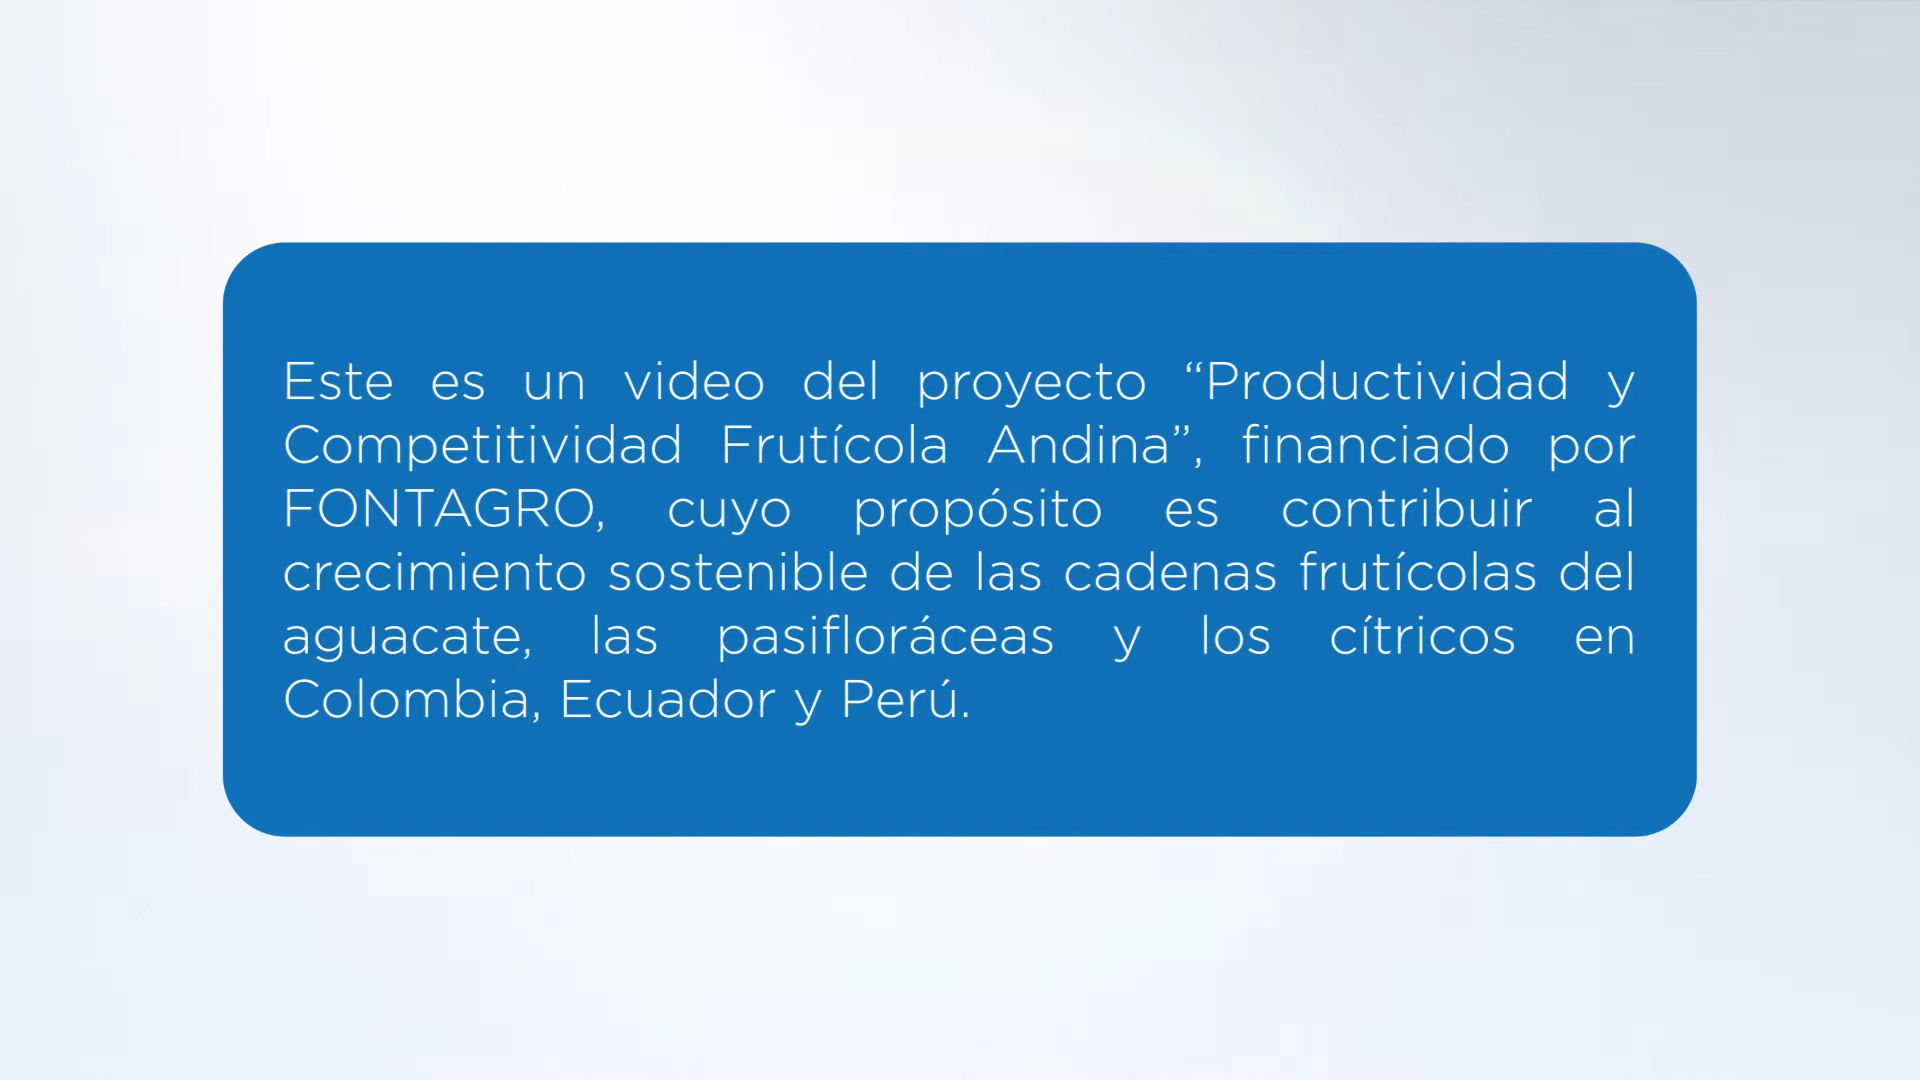 Este es un video del proyecto “Productividad y
Competitividad Frutícola Andina”, financiado por
FONTAGRO, cuyo propósito es contribuir al
crecimiento sostenible de las cadenas frutícolas del
aguacate, las pasifloráceas y los cítricos en
Colombia, Ecuador y Perú.